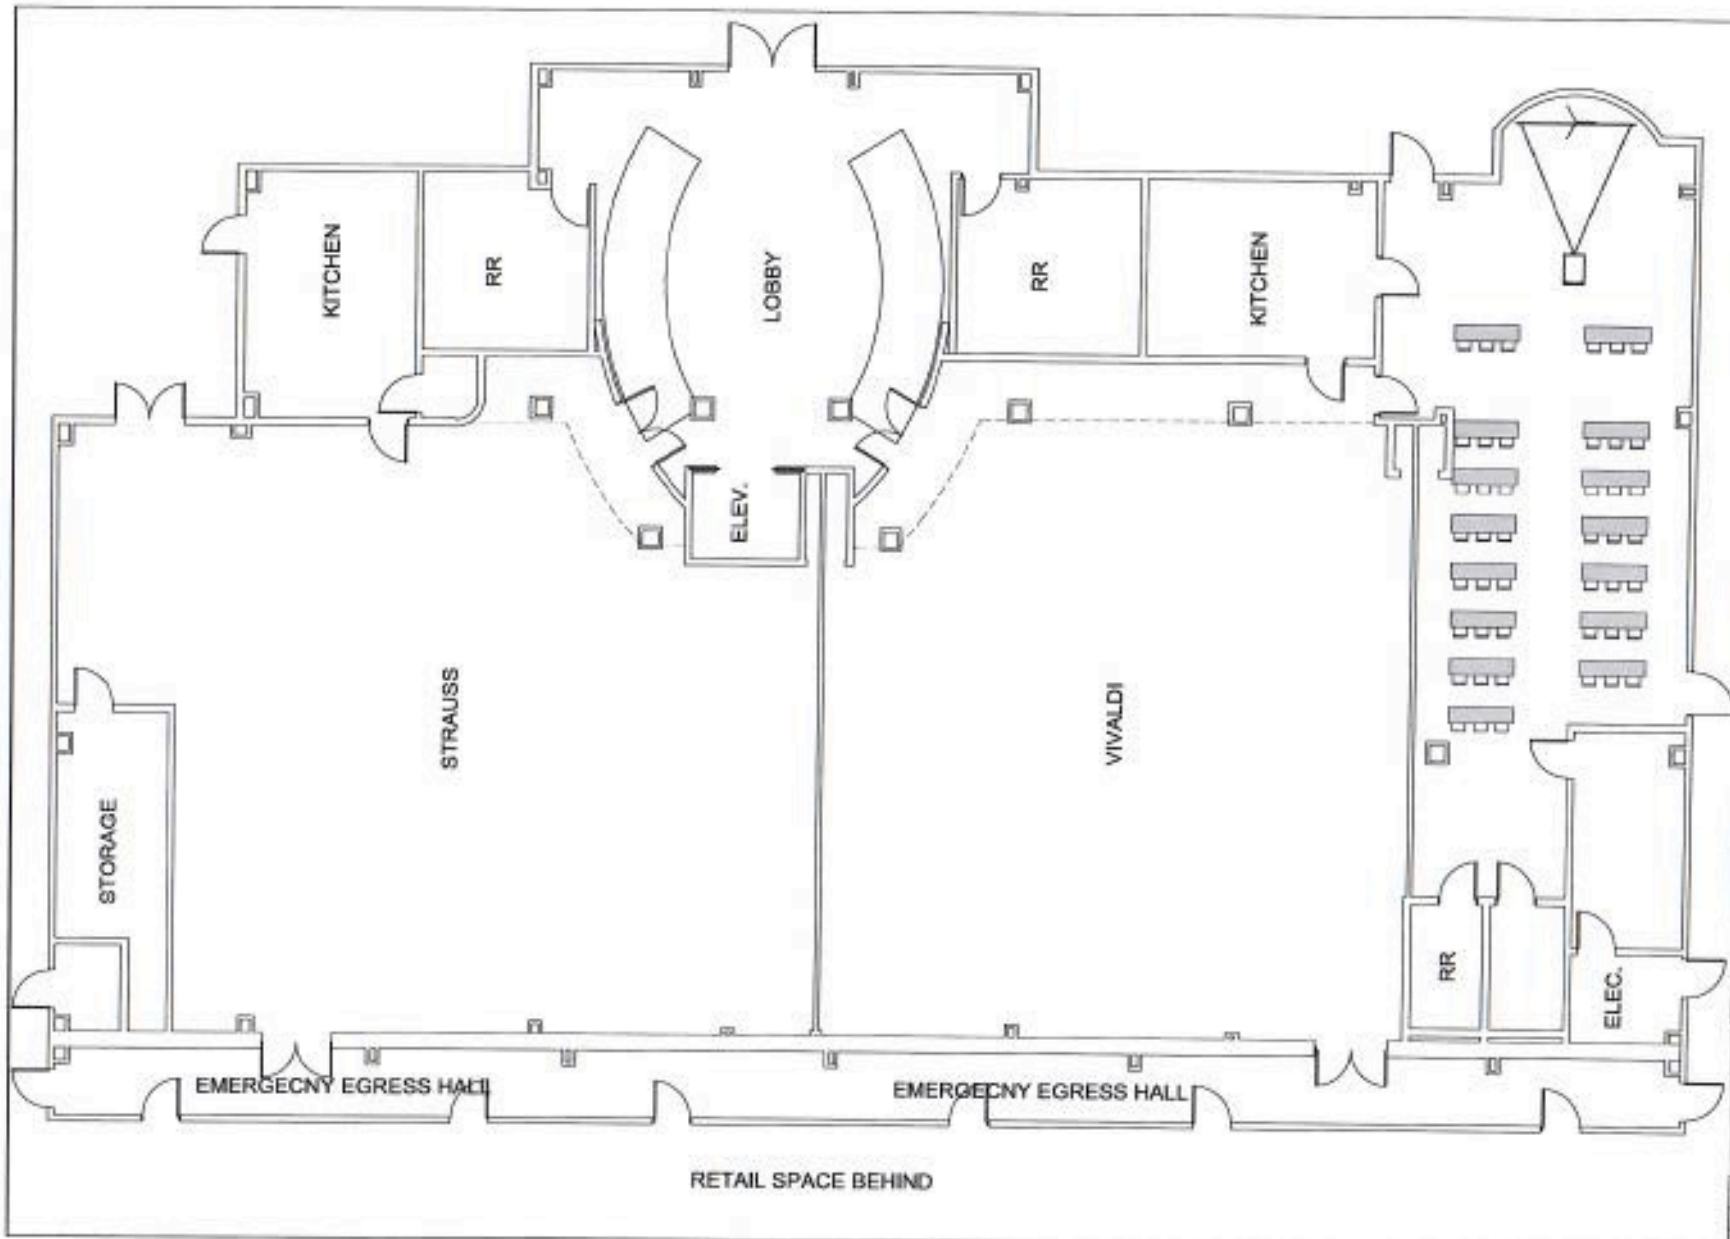 KITCHEN
RR
LOBBY
RR
KITCHEN
ELEV.
STRAUSS
VIVALDI
STORAGE
RR
ELEC.
EMERGECNY EGRESS HALL
EMERGECNY EGRESS HALL
RETAIL SPACE BEHIND